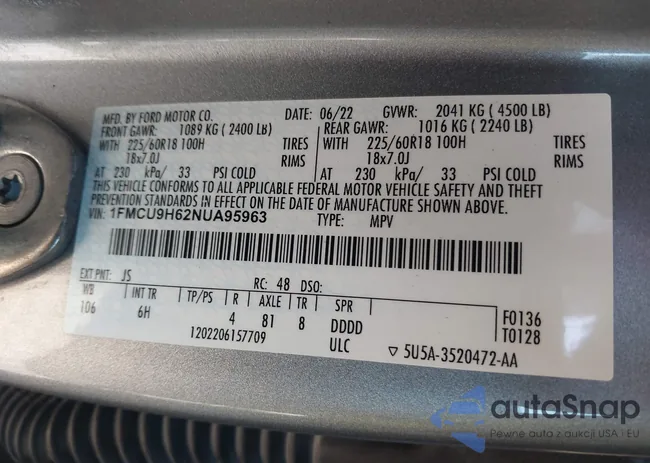 MFD. BY FORD MOTOR CO. DATE: 06/22 GVWR: 2041 KG ( 4500 LB)
FRONT GAWR: 1089 KG ( 2400 LB) REAR GAWR: 1016 KG ( 2240 LB)
WITH 225/60R18 100H TIRES WITH 225/60R18 100H TIRES
18x7.0J RIMS 18x7.0J RIMS
AT 230 kPa/ 33 PSI COLD AT 230 kPa/ 33 PSI COLD
THIS VEHICLE CONFORMS TO ALL APPLICABLE FEDERAL MOTOR VEHICLE SAFETY AND THEFT
PREVENTION STANDARDS IN EFFECT ON THE DATE OF MANUFACTURE SHOWN ABOVE.
VIN: 1FMCU9H62NUA95963 TYPE: MPV
EXT PNT: JS RC: 48 DSO:
WB INT TR TP/PS R AXLE TR SPR
106 6H 4 81 8 DDDD F0136
1202206157709 ULC T0128
▽ 5U5A-3520472-AA
autoSnap
Pewne auta z aukcji USA i EU